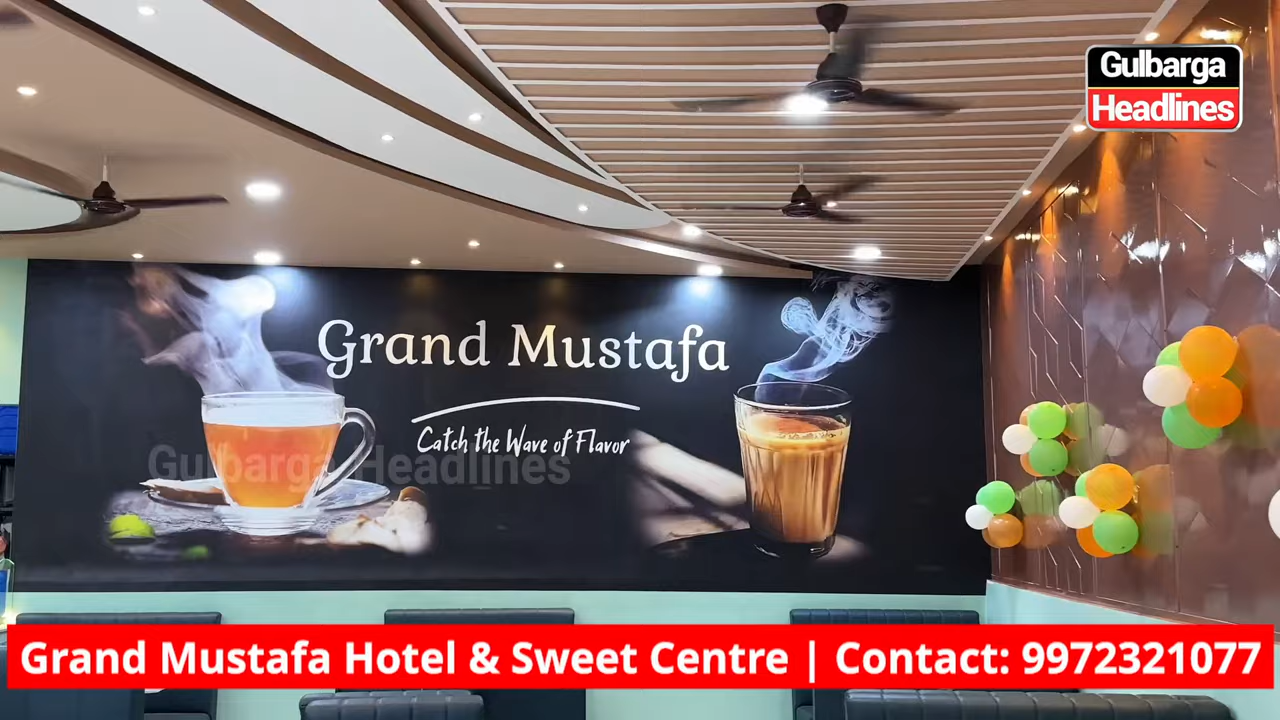 Gulbarga
Headlines
Grand Mustafa
Catch the Wave of Flavor
Gulbarga Headlines
Grand Mustafa Hotel & Sweet Centre | Contact: 9972321077